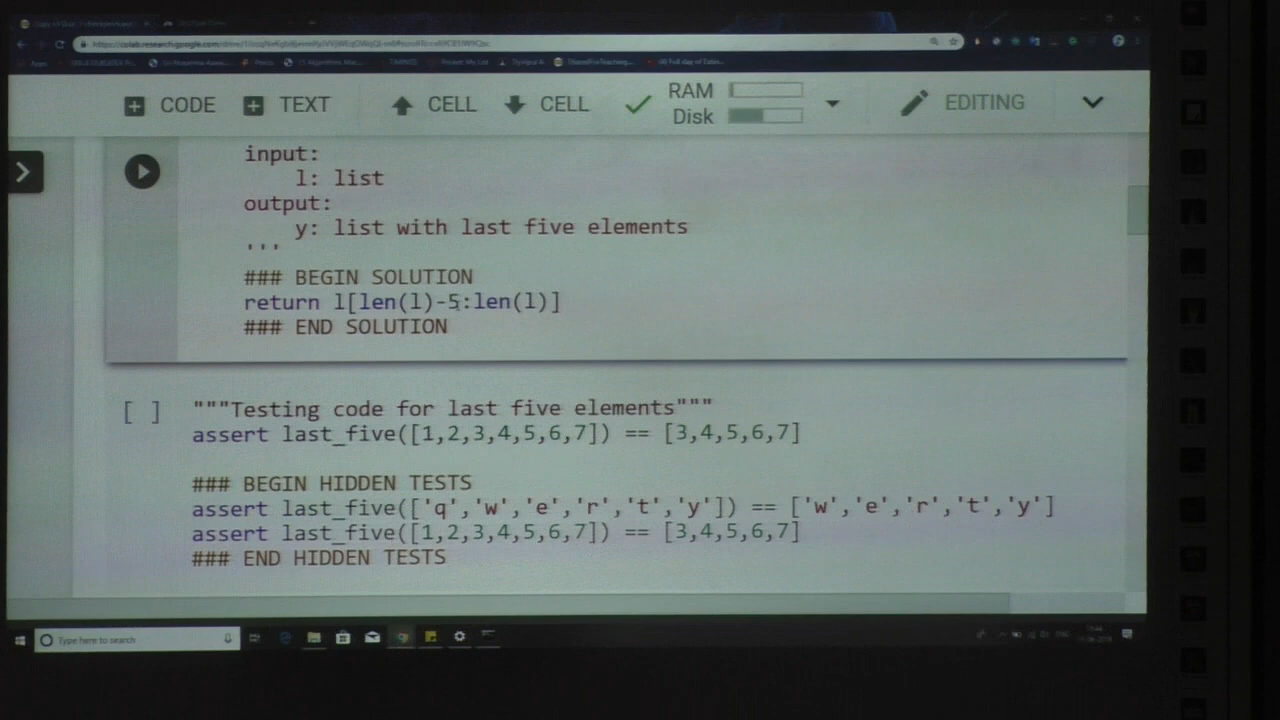 CODE TEXT CELL CELL RAM Disk EDITING
input:
l: list
output:
y: list with last five elements
'''
### BEGIN SOLUTION
return l[len(l)-5:len(l)]
### END SOLUTION
[ ] """Testing code for last five elements"""
assert last_five([1,2,3,4,5,6,7]) == [3,4,5,6,7]
### BEGIN HIDDEN TESTS
assert last_five(['q','w','e','r','t','y']) == ['w','e','r','t','y']
assert last_five([1,2,3,4,5,6,7]) == [3,4,5,6,7]
### END HIDDEN TESTS
Type here to search